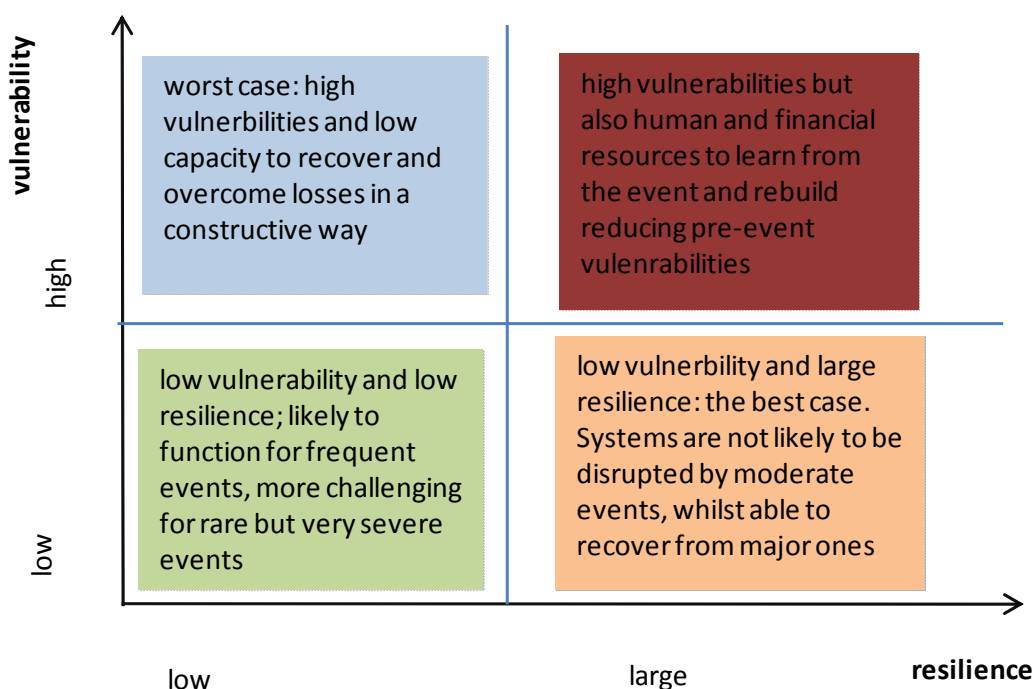 vulnerability
high
low
worst case: high
vulnerbilities and low
capacity to recover and
overcome losses in a
constructive way
high vulnerabilities but
also human and financial
resources to learn from
the event and rebuild
reducing pre-event
vulenrabilities
low vulnerability and low
resilience; likely to
function for frequent
events, more challenging
for rare but very severe
events
low vulnerbility and large
resilience: the best case.
Systems are not likely to be
disrupted by moderate
events, whilst able to
recover from major ones
low
large
resilience